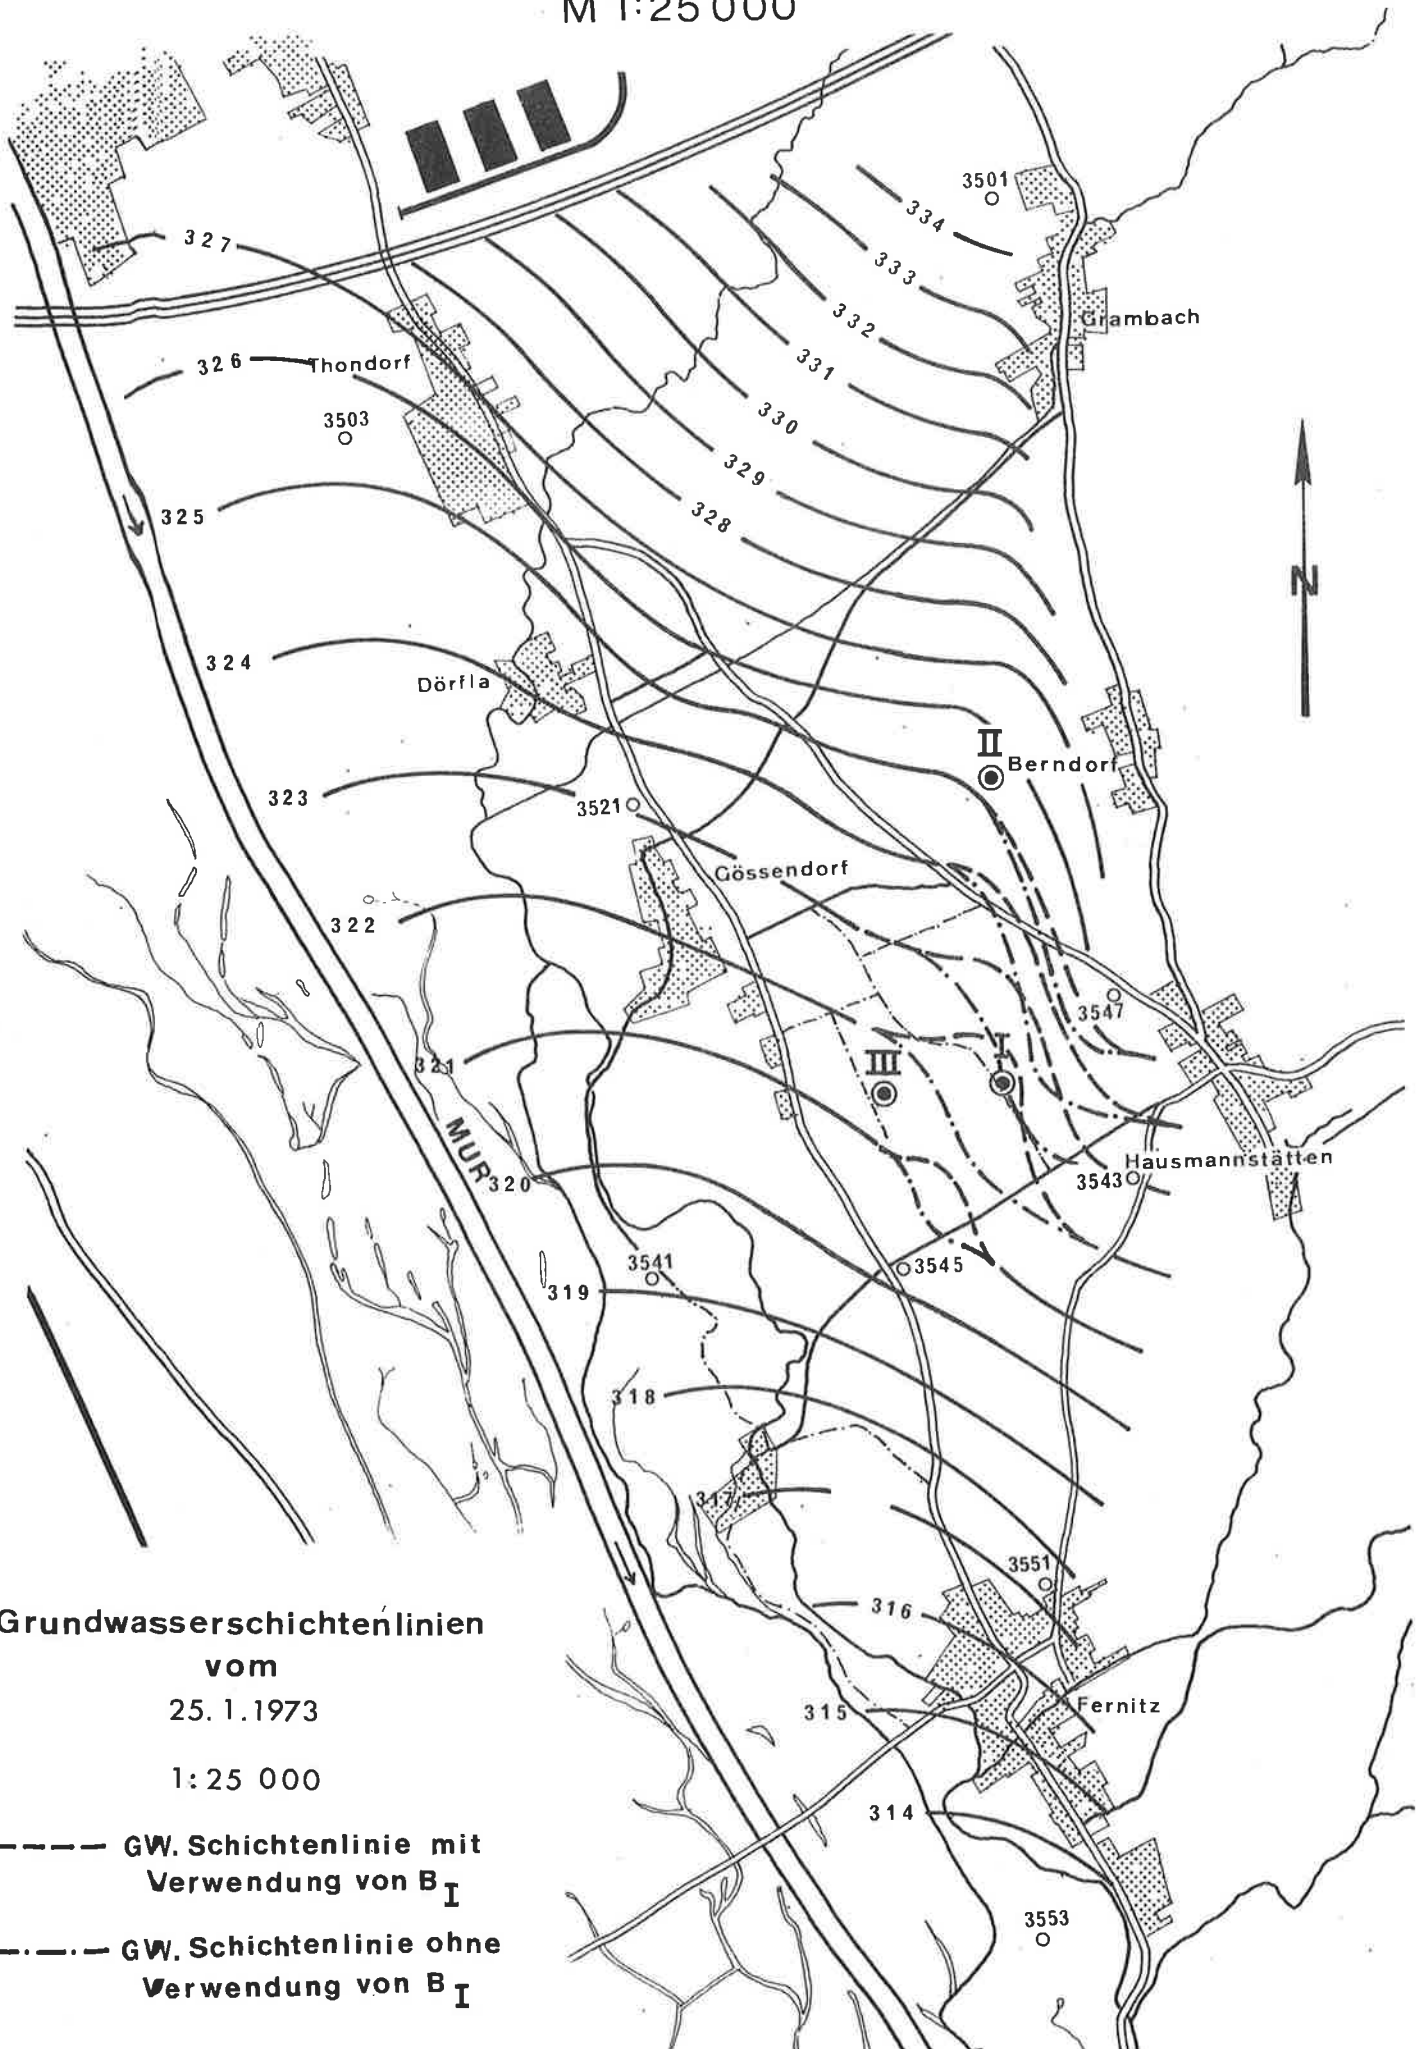 M 1:25 000
3501
334
327
333
332
Grambach
331
326
Thondorf
330
3503
329
328
325
N
324
Dörfla
II
Berndorf
323
3521
Gössendorf
322
3547
I
III
321
MUR
320
Hausmannstätten
3543
3541
3545
319
318
317
3551
316
Grundwasserschichtenlinien
vom
25.1.1973
315
Fernitz
1:25 000
314
GW. Schichtenlinie mit
Verwendung von B I
3553
GW. Schichtenlinie ohne
Verwendung von B I